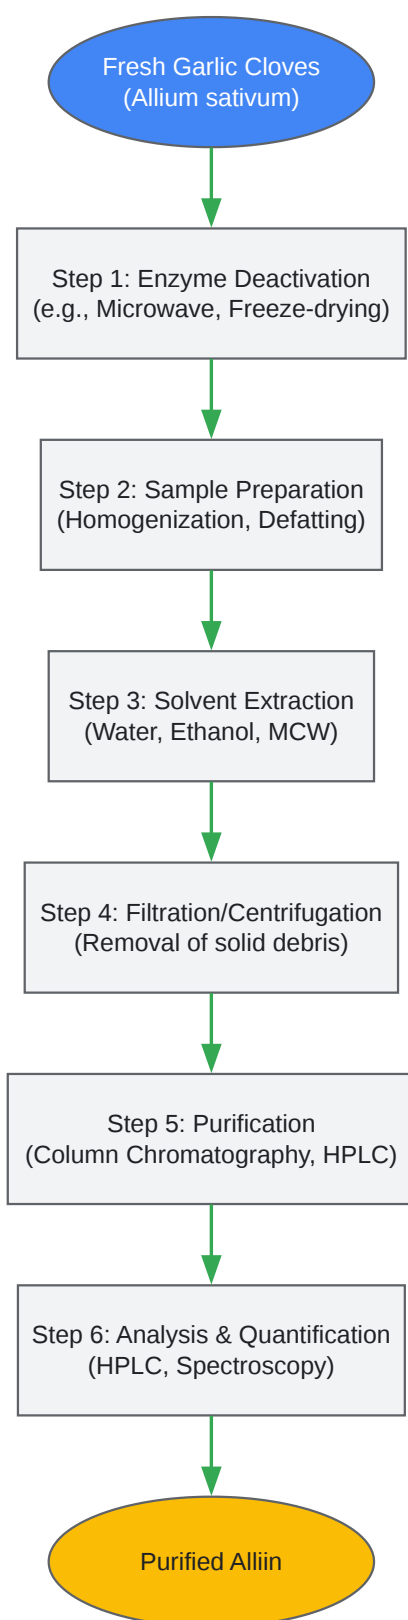 Fresh Garlic Cloves
(Allium sativum)
Step 1: Enzyme Deactivation
(e.g., Microwave, Freeze-drying)
Step 2: Sample Preparation
(Homogenization, Defatting)
Step 3: Solvent Extraction
(Water, Ethanol, MCW)
Step 4: Filtration/Centrifugation
(Removal of solid debris)
Step 5: Purification
(Column Chromatography, HPLC)
Step 6: Analysis & Quantification
(HPLC, Spectroscopy)
Purified Alliin